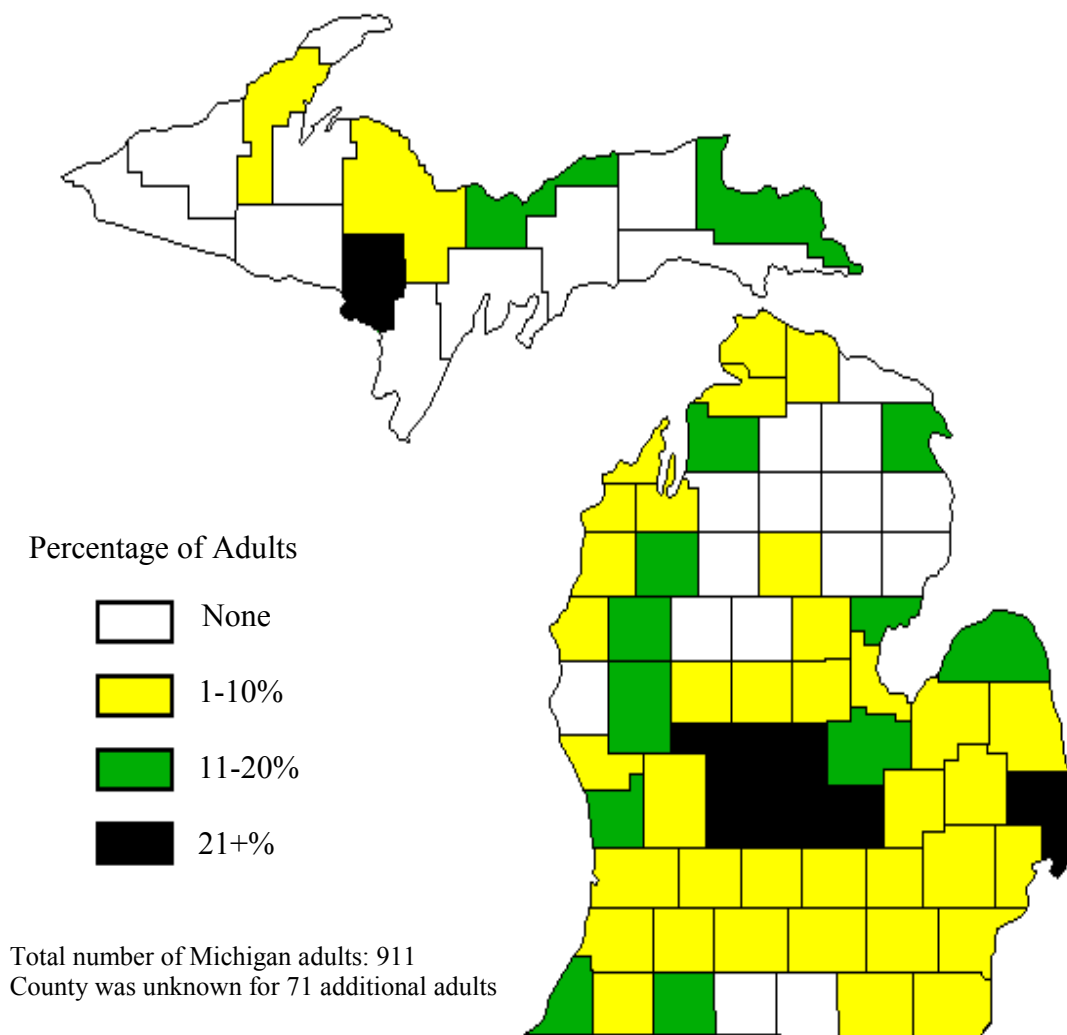 Percentage of Adults
None
1-10%
11-20%
21+%
Total number of Michigan adults: 911
County was unknown for 71 additional adults